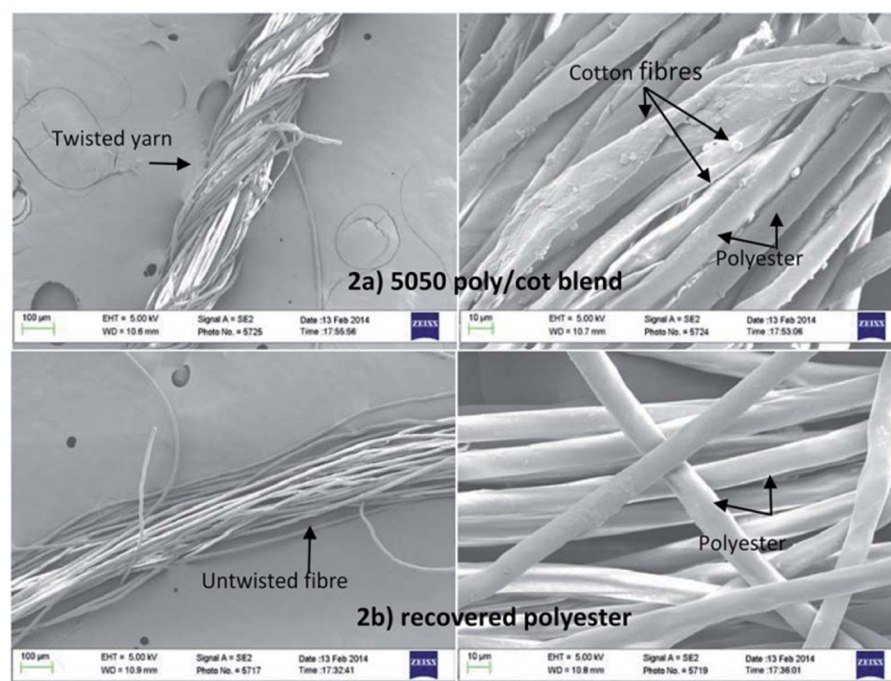 Twisted yarn
Cotton fibres
Polyester
2a) 5050 poly/cot blend
100 µm
EHT = 5.00 kV
Signal A = SE2
Date :13 Feb 2014
WD = 10.6 mm
Photo No. = 5725
Time :17:55:56
ZEISS
10 µm
EHT = 5.00 kV
Signal A = SE2
Date :13 Feb 2014
WD = 10.7 mm
Photo No. = 5724
Time :17:53:06
ZEISS
Untwisted fibre
Polyester
2b) recovered polyester
100 µm
EHT = 5.00 kV
Signal A = SE2
Date :13 Feb 2014
WD = 10.9 mm
Photo No. = 5717
Time :17:32:41
ZEISS
10 µm
EHT = 5.00 kV
Signal A = SE2
Date :13 Feb 2014
WD = 10.8 mm
Photo No. = 5719
Time :17:36:01
ZEISS